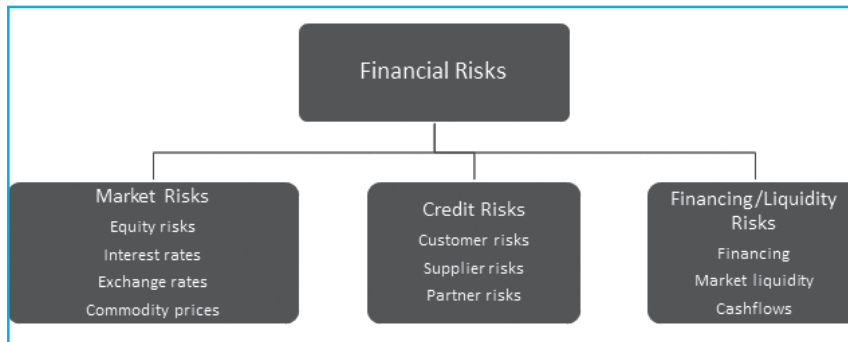 Financial Risks
Market Risks
Equity risks
Interest rates
Exchange rates
Commodity prices
Credit Risks
Customer risks
Supplier risks
Partner risks
Financing/Liquidity
Risks
Financing
Market liquidity
Cashflows